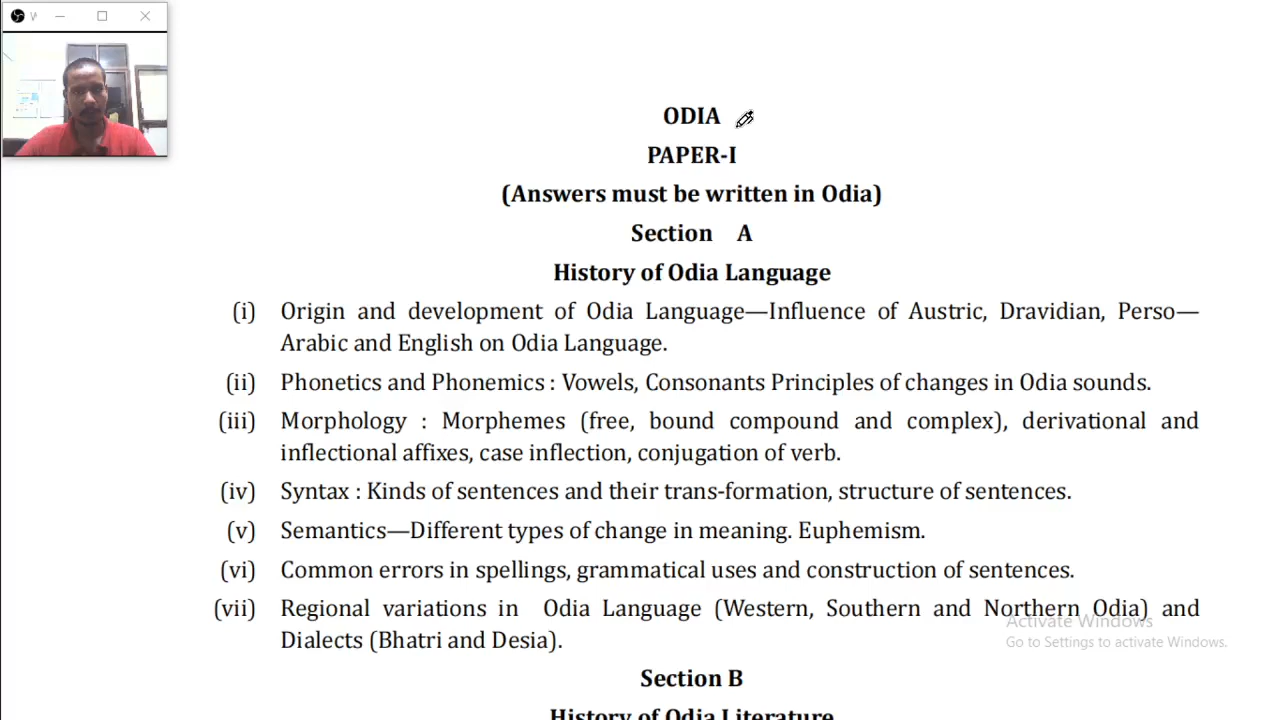 ODIA
PAPER-I
(Answers must be written in Odia)
Section A
History of Odia Language
(i) Origin and development of Odia Language—Influence of Austric, Dravidian, Perso—
Arabic and English on Odia Language.
(ii) Phonetics and Phonemics : Vowels, Consonants Principles of changes in Odia sounds.
(iii) Morphology : Morphemes (free, bound compound and complex), derivational and
inflectional affixes, case inflection, conjugation of verb.
(iv) Syntax : Kinds of sentences and their trans-formation, structure of sentences.
(v) Semantics—Different types of change in meaning. Euphemism.
(vi) Common errors in spellings, grammatical uses and construction of sentences.
(vii) Regional variations in Odia Language (Western, Southern and Northern Odia) and
Dialects (Bhatri and Desia).
Activate Windows
Go to Settings to activate Windows.
Section B
History of Odia Literature